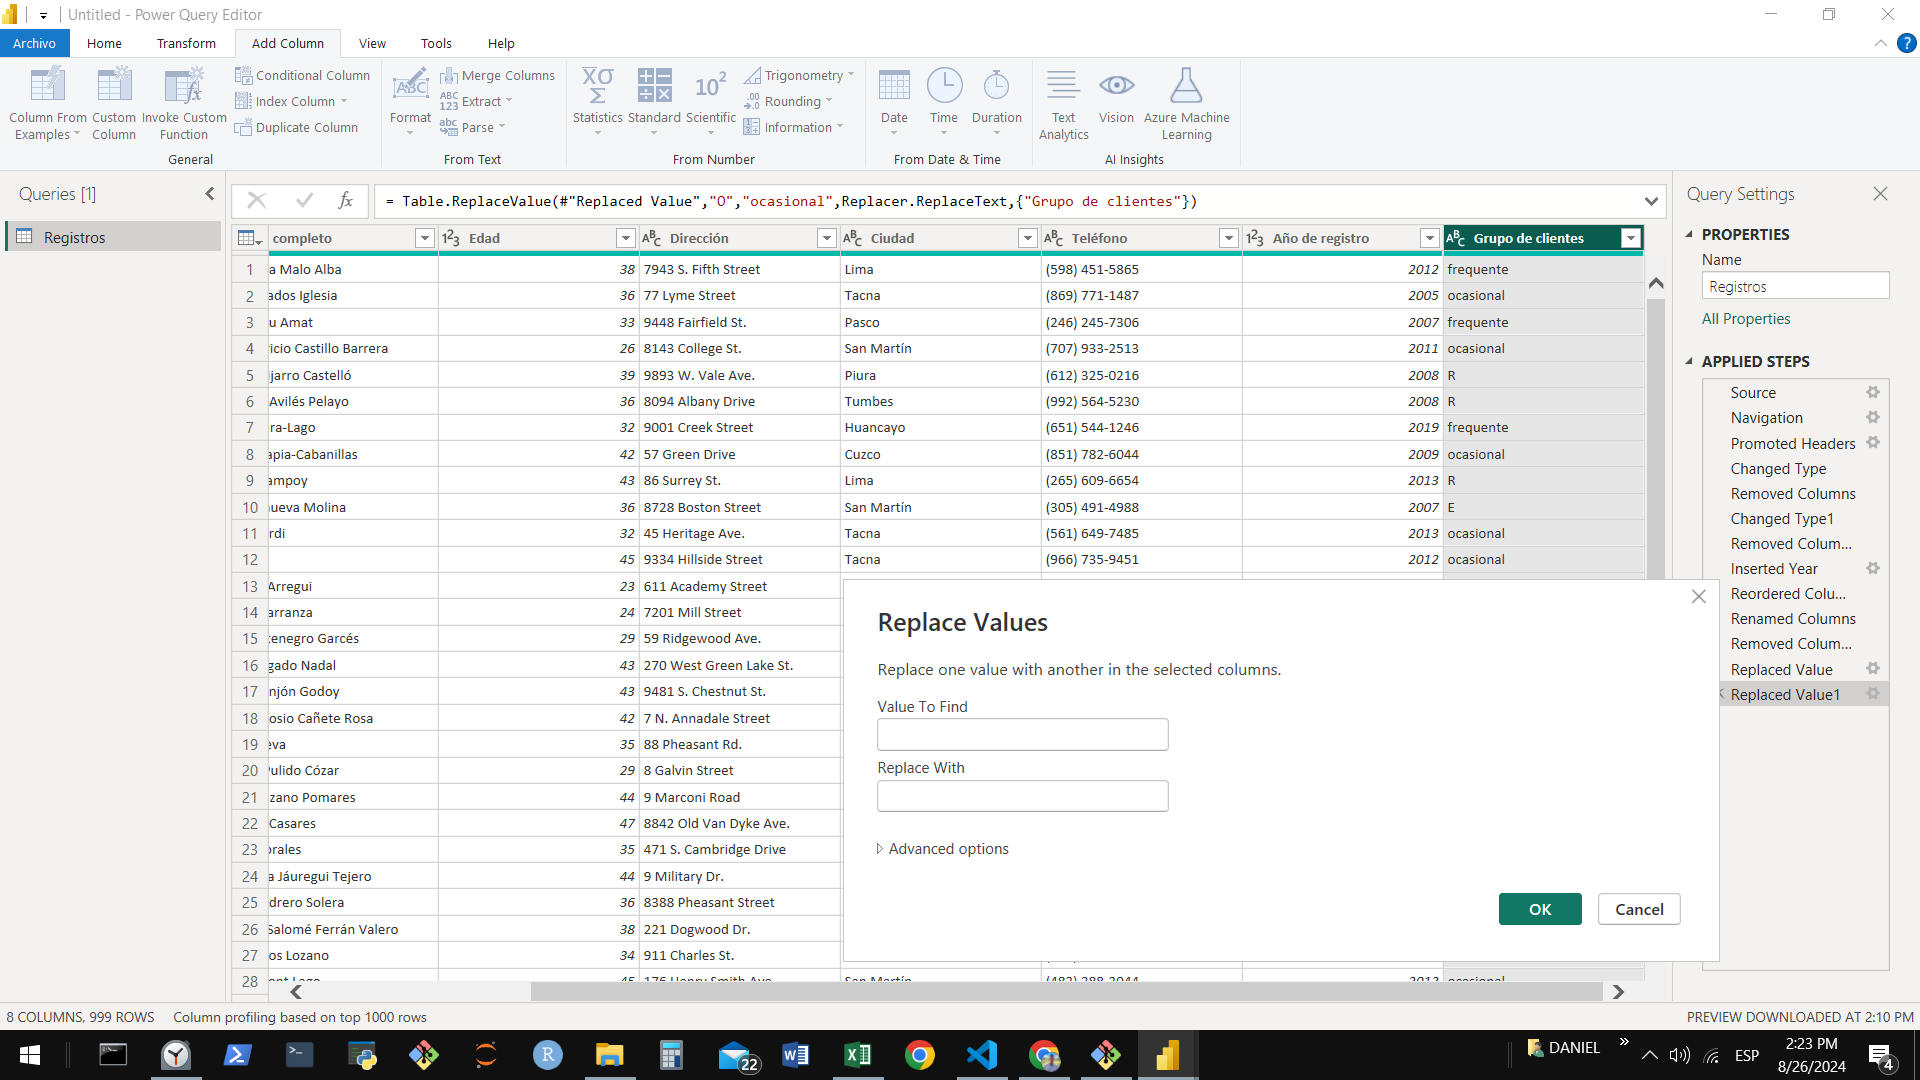 Untitled - Power Query Editor
Archivo Home Transform Add Column View Tools Help
Column From Examples
Custom Column
Invoke Custom Function
Conditional Column
Index Column
Duplicate Column
General
Format
Merge Columns
Extract
Parse
From Text
Statistics
Standard
Scientific
Trigonometry
Rounding
Information
From Number
Date
Time
Duration
From Date & Time
Text Analytics
Vision
Azure Machine Learning
AI Insights
Queries [1]
Registros
= Table.ReplaceValue(#"Replaced Value","O","ocasional",Replacer.ReplaceText,{"Grupo de clientes"})
completo Edad Dirección Ciudad Teléfono Año de registro Grupo de clientes
1 a Malo Alba 38 7943 S. Fifth Street Lima (598) 451-5865 2012 frequente
2 ados Iglesia 36 77 Lyme Street Tacna (869) 771-1487 2005 ocasional
3 u Amat 33 9448 Fairfield St. Pasco (246) 245-7306 2007 frequente
4 icio Castillo Barrera 26 8143 College St. San Martín (707) 933-2513 2011 ocasional
5 ijarro Castelló 39 9893 W. Vale Ave. Piura (612) 325-0216 2008 R
6 Avilés Pelayo 36 8094 Albany Drive Tumbes (992) 564-5230 2008 R
7 ra-Lago 32 9001 Creek Street Huancayo (651) 544-1246 2019 frequente
8 apia-Cabanillas 42 57 Green Drive Cuzco (851) 782-6044 2009 ocasional
9 ampoy 43 86 Surrey St. Lima (265) 609-6654 2013 R
10 ueva Molina 36 8728 Boston Street San Martín (305) 491-4988 2007 E
11 rdi 32 45 Heritage Ave. Tacna (561) 649-7485 2013 ocasional
12 45 9334 Hillside Street Tacna (966) 735-9451 2012 ocasional
13 Arregui 23 611 Academy Street
14 arranza 24 7201 Mill Street
15 tenegro Garcés 29 59 Ridgewood Ave.
16 gado Nadal 43 270 West Green Lake St.
17 njón Godoy 43 9481 S. Chestnut St.
18 osio Cañete Rosa 42 7 N. Annadale Street
19 eva 35 88 Pheasant Rd.
20 Pulido Cózar 29 8 Galvin Street
21 zano Pomares 44 9 Marconi Road
22 Casares 47 8842 Old Van Dyke Ave.
23 orales 35 471 S. Cambridge Drive
24 a Jáuregui Tejero 44 9 Military Dr.
25 drero Solera 36 8388 Pheasant Street
26 Salomé Ferrán Valero 38 221 Dogwood Dr.
27 os Lozano 34 911 Charles St.
28 ont Lago 45 176 Henry Smith Ave. San Martín (482) 288-2044 2012 ocasional
Replace Values
Replace one value with another in the selected columns.
Value To Find
Replace With
Advanced options
OK Cancel
Query Settings
PROPERTIES
Name
Registros
All Properties
APPLIED STEPS
Source
Navigation
Promoted Headers
Changed Type
Removed Columns
Changed Type1
Removed Colum...
Inserted Year
Reordered Colu...
Renamed Columns
Removed Colum...
Replaced Value
Replaced Value1
8 COLUMNS, 999 ROWS Column profiling based on top 1000 rows
PREVIEW DOWNLOADED AT 2:10 PM
22
DANIEL
ESP
2:23 PM
8/26/2024
4